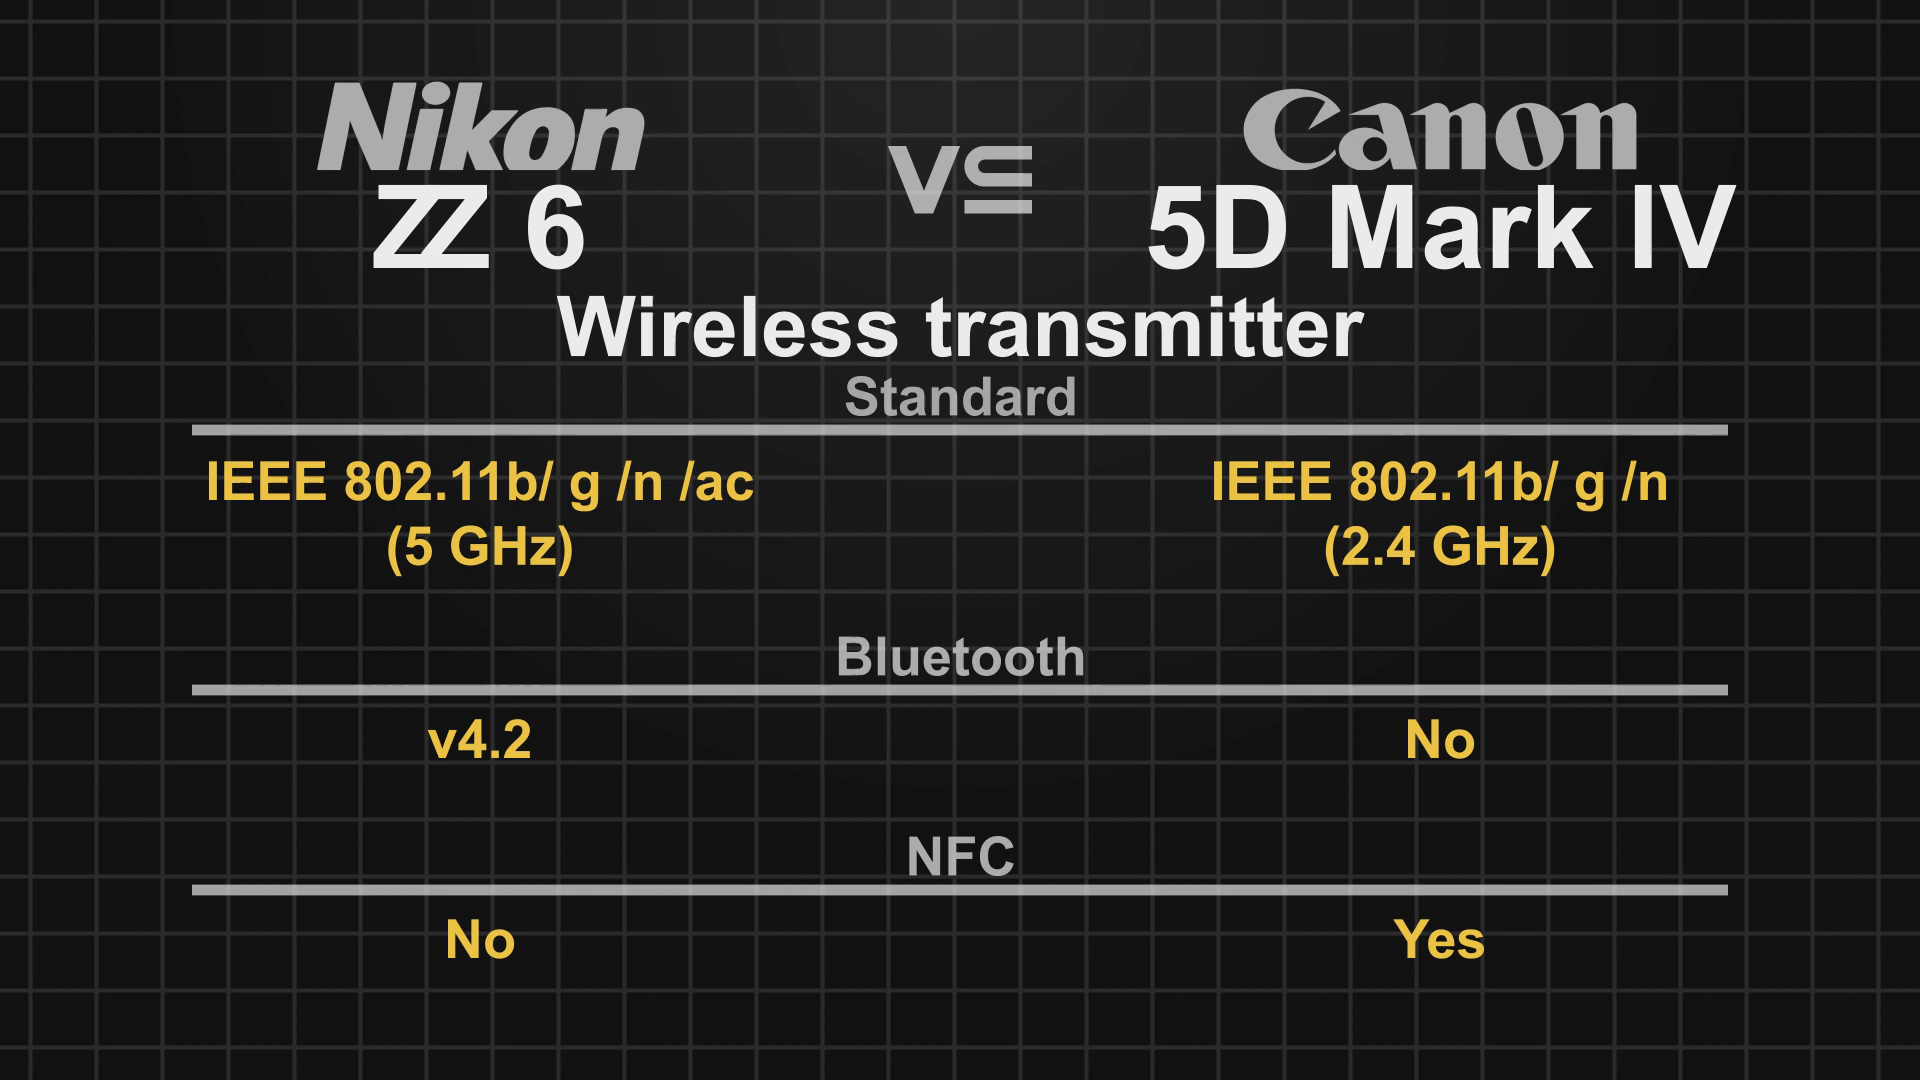 Nikon
VS
Canon
ZZ 6
5D Mark IV
Wireless transmitter
Standard
IEEE 802.11b/ g /n /ac
(5 GHz)
IEEE 802.11b/ g /n
(2.4 GHz)
Bluetooth
v4.2
No
NFC
No
Yes